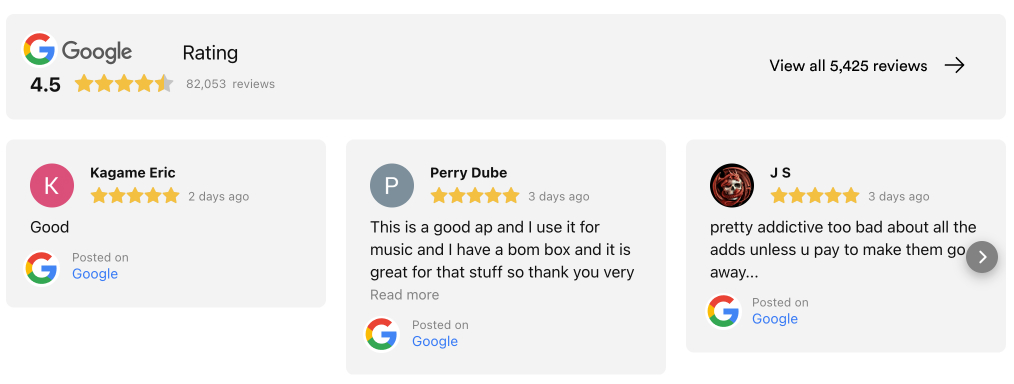 Google Rating
4.5 82,053 reviews
View all 5,425 reviews
K
Kagame Eric
2 days ago
Good
Posted on
Google
P
Perry Dube
3 days ago
This is a good ap and I use it for
music and I have a bom box and it is
great for that stuff so thank you very
Read more
Posted on
Google
J S
3 days ago
pretty addictive too bad about all the
adds unless u pay to make them go
away...
Posted on
Google